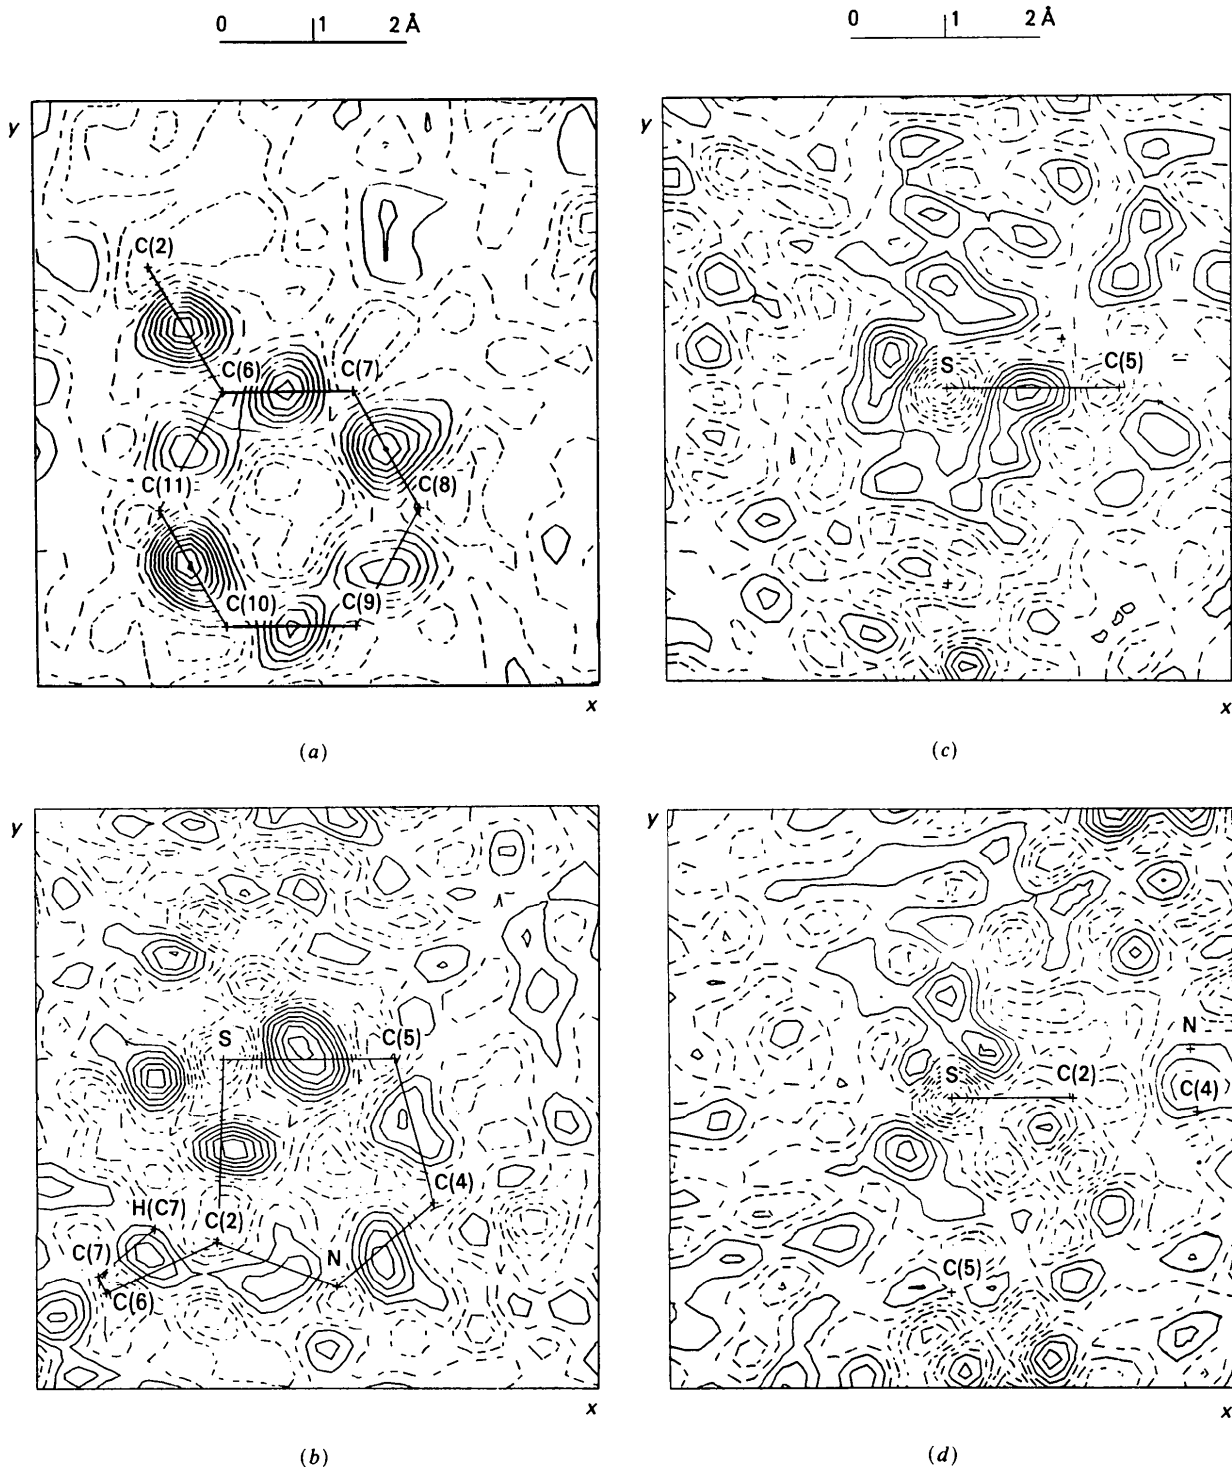 0 1 2 Å
0 1 2 Å
y
C(2)
C(6) C(7)
C(11) C(8)
C(10) C(9)
x
(a)
y
S C(5)
x
(c)
y
S C(5)
H(C7) C(2) C(4)
C(7) N
C(6)
x
(b)
y
N
S C(2) C(4)
C(5)
x
(d)